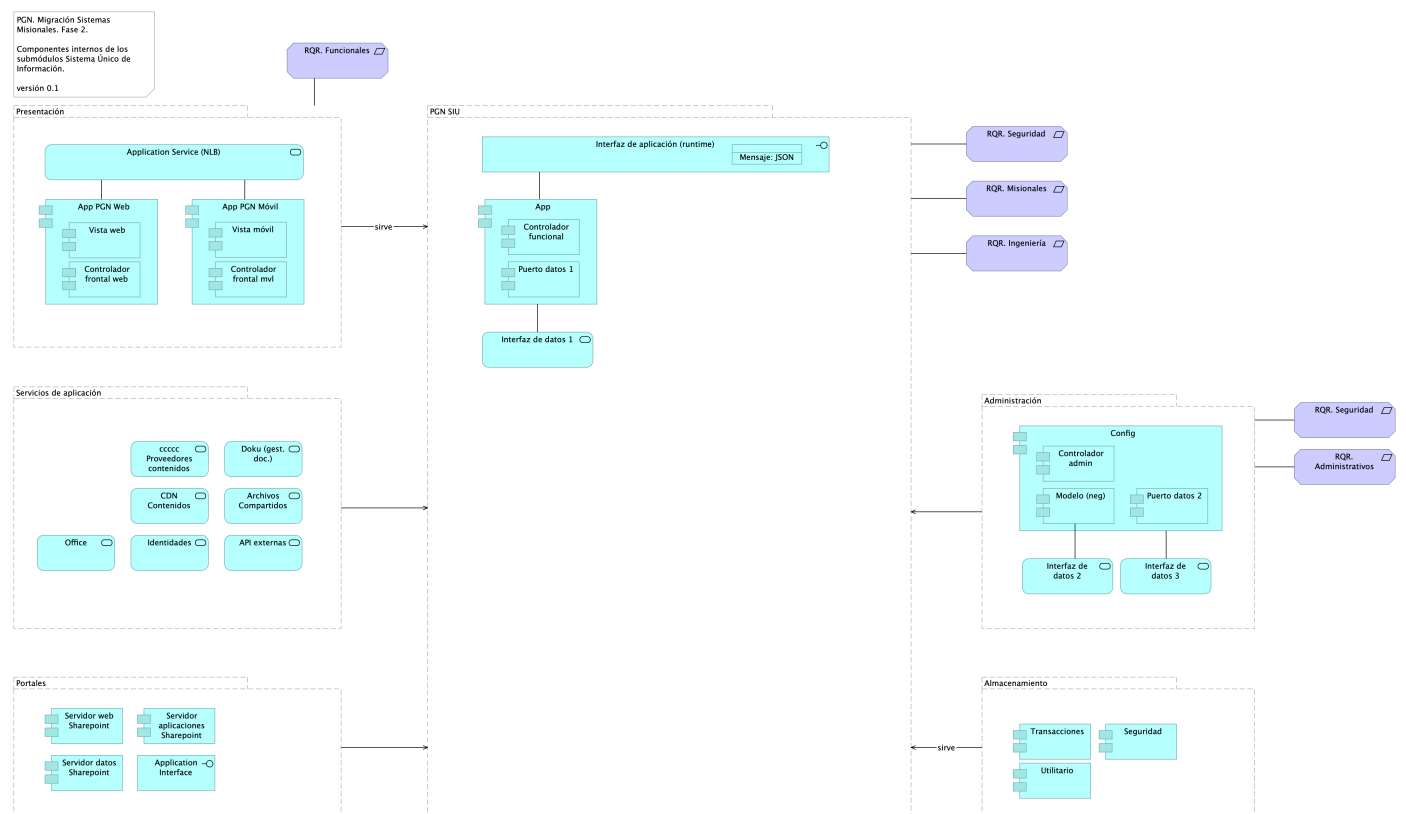 PGN. Migración Sistemas
Misionales. Fase 2.
Componentes internos de los
submódulos Sistema Único de
Información.
versión 0.1
RQR. Funcionales
Presentación
Application Service (NLB)
App PGN Web
Vista web
Controlador
frontal web
App PGN Móvil
Vista móvil
Controlador
frontal mvl
sirve
PGN SIU
Interfaz de aplicación (runtime)
Mensaje: JSON
App
Controlador
funcional
Puerto datos 1
Interfaz de datos 1
RQR. Seguridad
RQR. Misionales
RQR. Ingeniería
Servicios de aplicación
ccccc
Proveedores
contenidos
Doku (gest.
doc.)
CDN
Contenidos
Archivos
Compartidos
Office
Identidades
API externas
Administración
Config
Controlador
admin
Modelo (neg)
Puerto datos 2
Interfaz de
datos 2
Interfaz de
datos 3
RQR. Seguridad
RQR.
Administrativos
Portales
Servidor web
Sharepoint
Servidor
aplicaciones
Sharepoint
Servidor datos
Sharepoint
Application
Interface
sirve
Almacenamiento
Transacciones
Seguridad
Utilitario